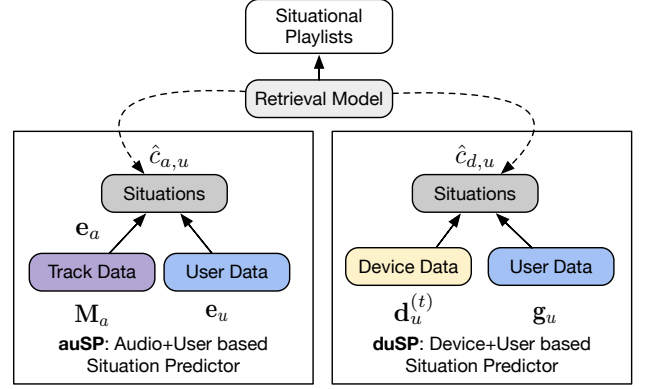 Situational
Playlists
Retrieval Model
ĉ_{a,u}
Situations
e_a
Track Data
User Data
M_a
e_u
auSP: Audio+User based
Situation Predictor
ĉ_{d,u}
Situations
Device Data
User Data
d_u^{(t)}
g_u
duSP: Device+User based
Situation Predictor